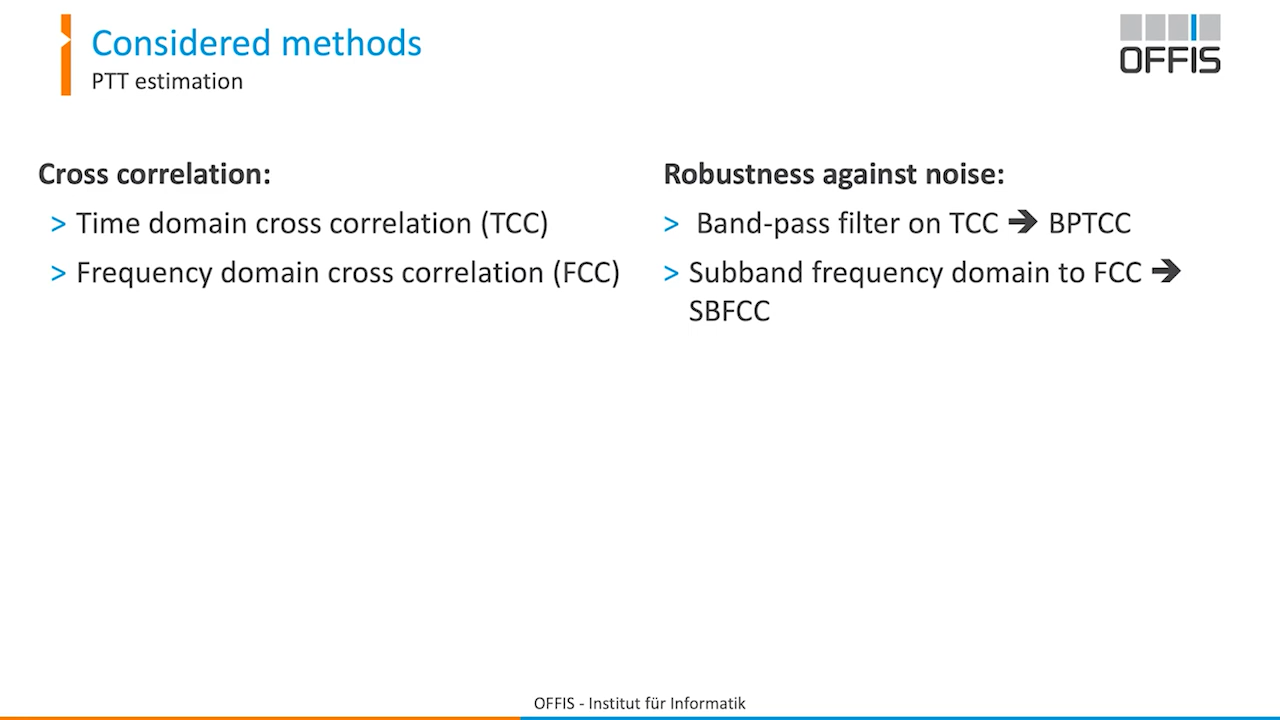 Considered methods
PTT estimation
OFFIS
Cross correlation:
> Time domain cross correlation (TCC)
> Frequency domain cross correlation (FCC)
Robustness against noise:
> Band-pass filter on TCC ➔ BPTCC
> Subband frequency domain to FCC ➔
SBFCC
OFFIS - Institut für Informatik